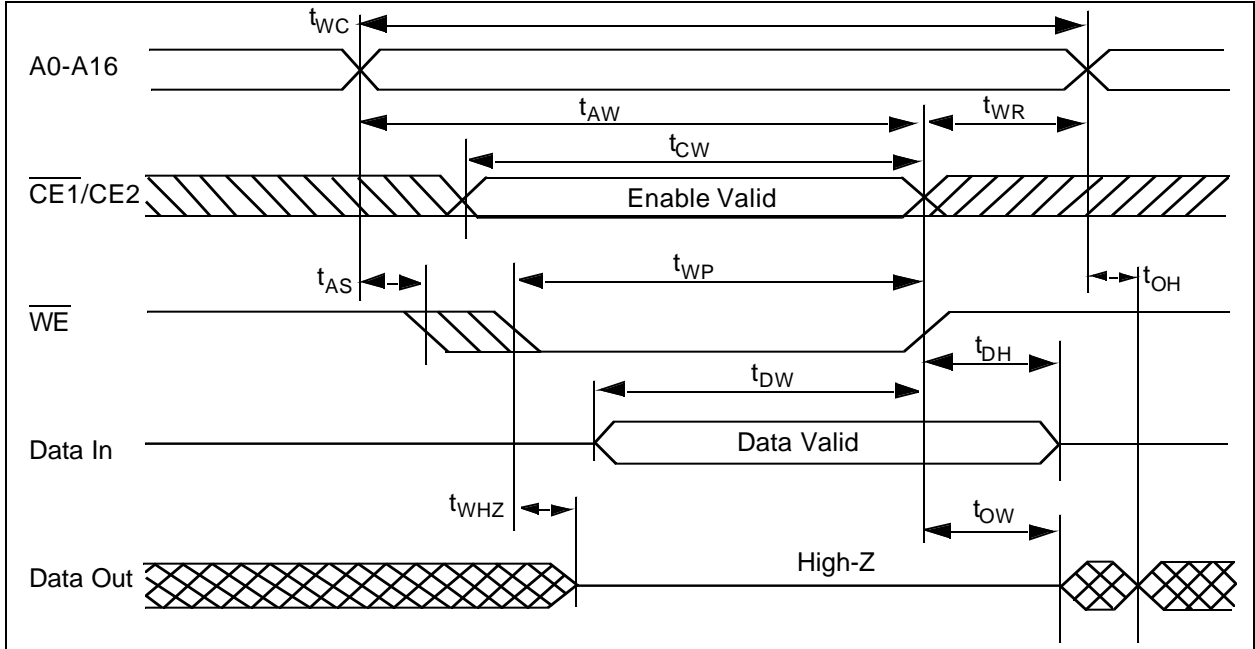 tWC
A0-A16
tAW
tWR
tCW
CE1/CE2
Enable Valid
tAS
tWP
tOH
WE
tDH
tDW
Data In
Data Valid
tWHZ
tOW
Data Out
High-Z